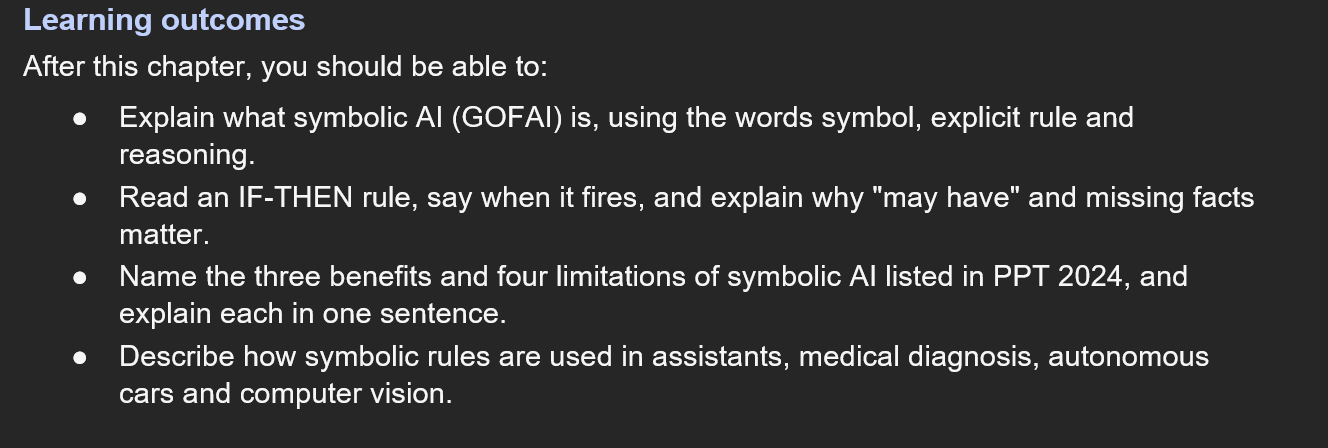 Learning outcomes
After this chapter, you should be able to:
● Explain what symbolic AI (GOFAI) is, using the words symbol, explicit rule and
reasoning.
● Read an IF-THEN rule, say when it fires, and explain why "may have" and missing facts
matter.
● Name the three benefits and four limitations of symbolic AI listed in PPT 2024, and
explain each in one sentence.
● Describe how symbolic rules are used in assistants, medical diagnosis, autonomous
cars and computer vision.